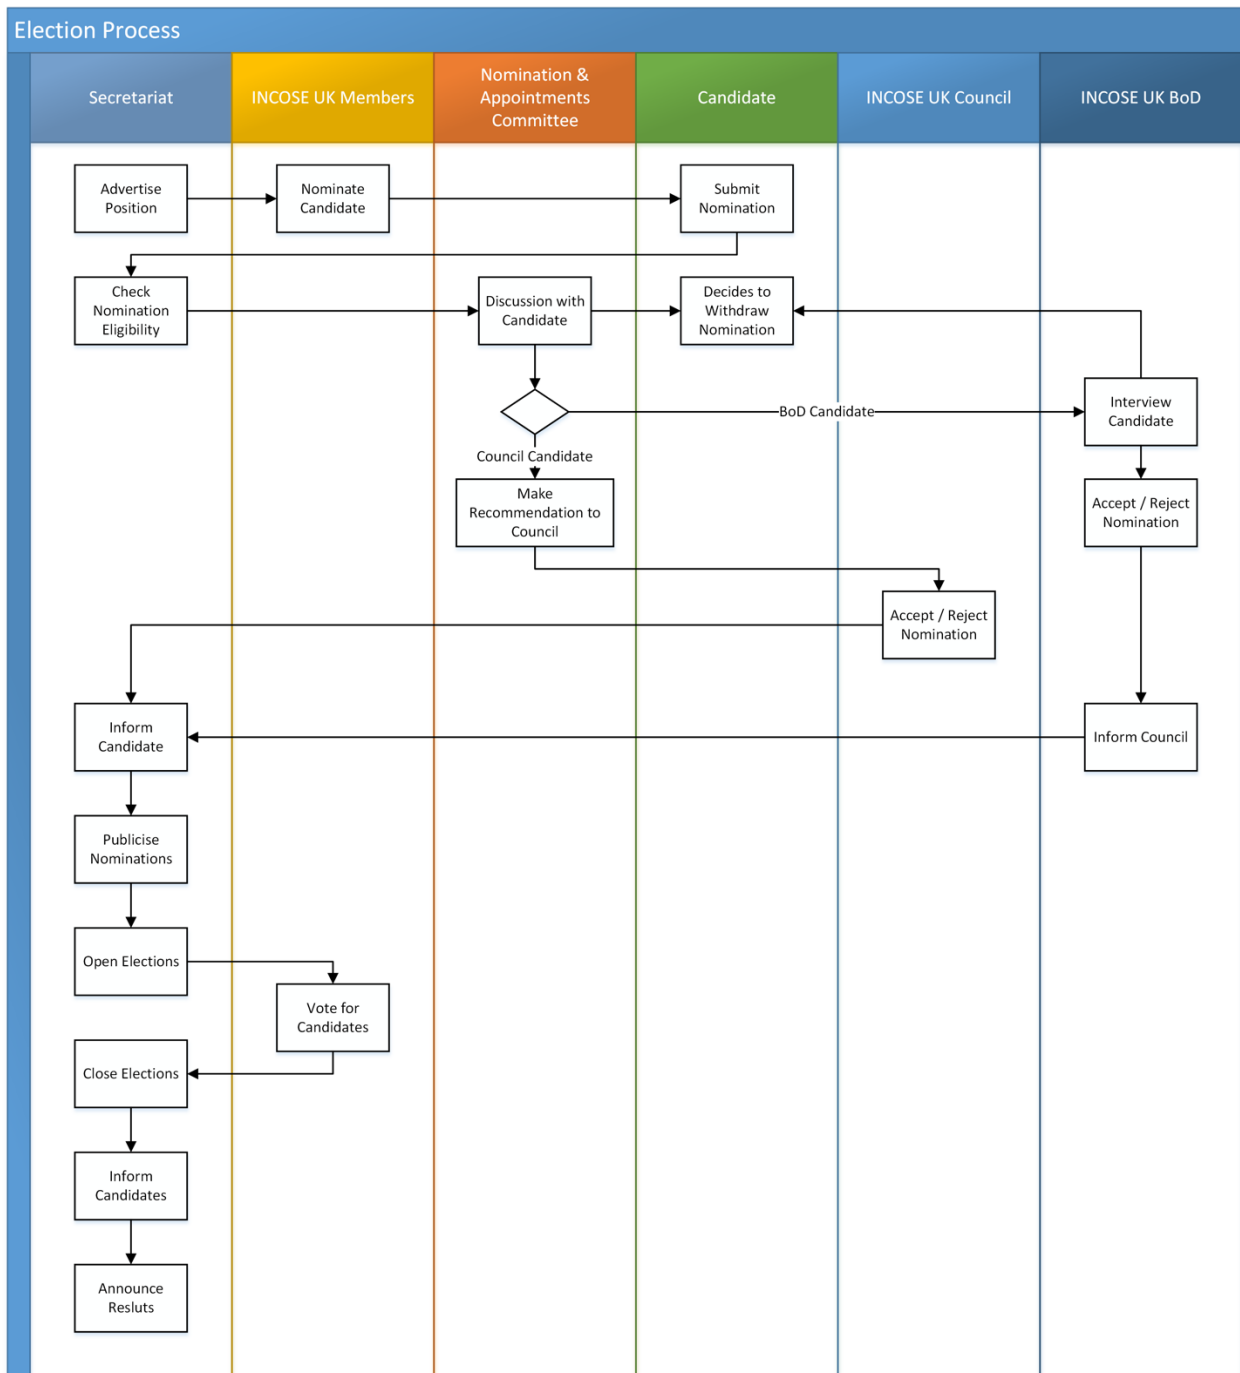 Election Process
Secretariat
INCOSE UK Members
Nomination &
Appointments
Committee
Candidate
INCOSE UK Council
INCOSE UK BoD
Advertise
Position
Nominate
Candidate
Submit
Nomination
Check
Nomination
Eligibility
Discussion with
Candidate
Decides to
Withdraw
Nomination
BoD Candidate
Interview
Candidate
Council Candidate
Make
Recommendation to
Council
Accept / Reject
Nomination
Accept / Reject
Nomination
Inform
Candidate
Inform Council
Publicise
Nominations
Open Elections
Vote for
Candidates
Close Elections
Inform
Candidates
Announce
Resluts